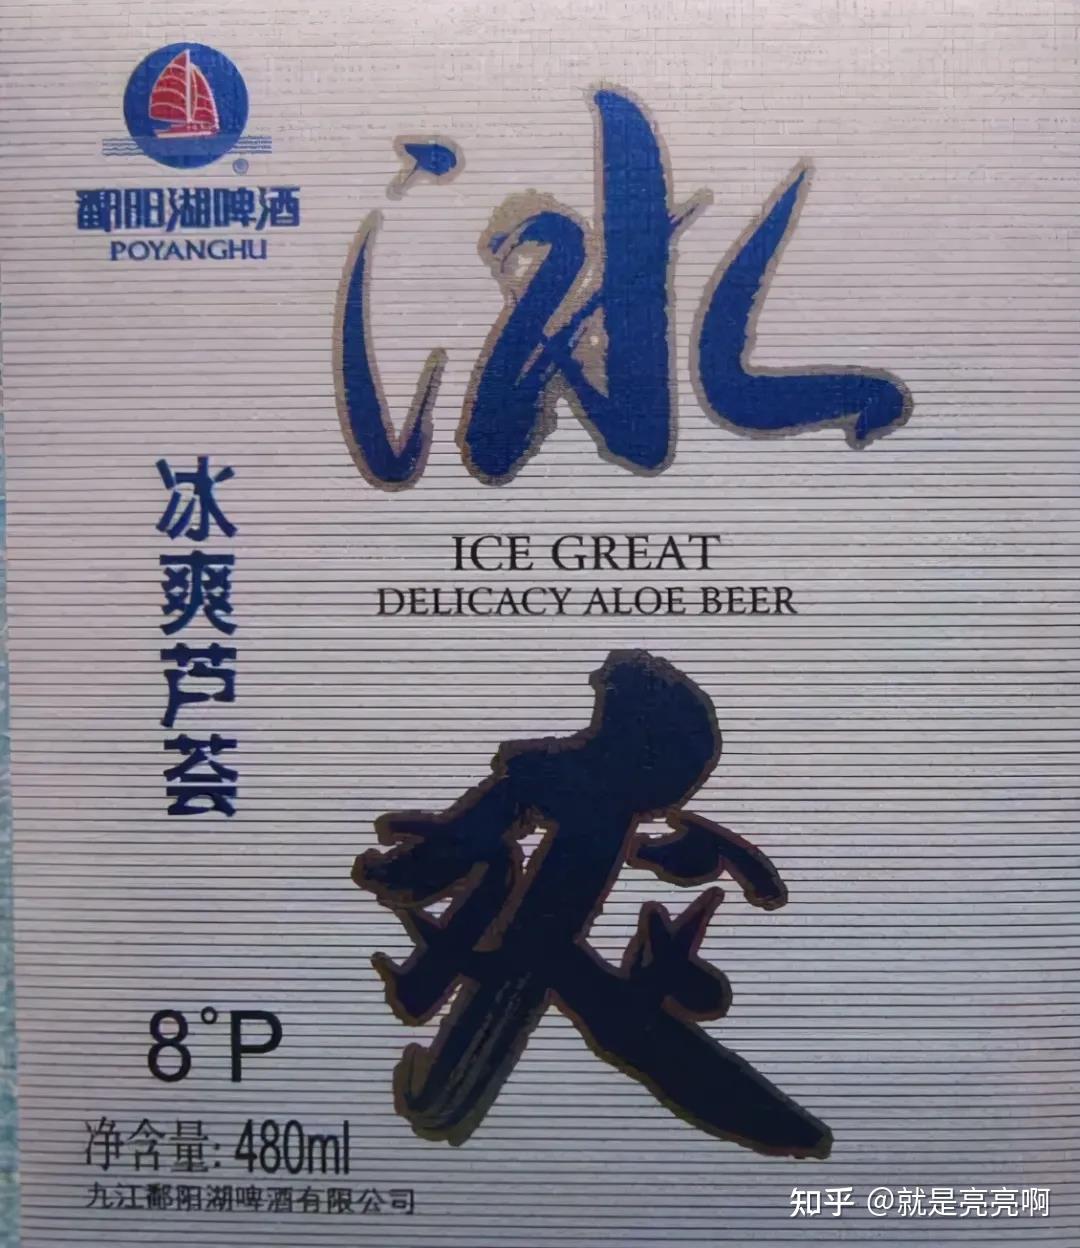 鄱阳湖啤酒
POYANGHU
冰爽
ICE GREAT
DELICACY ALOE BEER
冰爽芦荟
8°P
净含量: 480ml
九江鄱阳湖啤酒有限公司
知乎 @就是亮亮啊